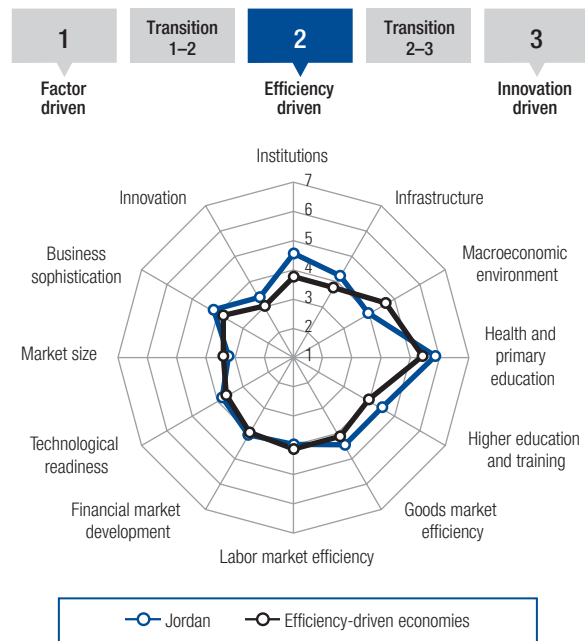 1
Transition
1–2
2
Transition
2–3
3
Factor
driven
Efficiency
driven
Innovation
driven
Institutions
7
6
5
4
3
2
1
Infrastructure
Macroeconomic
environment
Health and
primary
education
Higher education
and training
Goods market
efficiency
Labor market efficiency
Financial market
development
Technological
readiness
Market size
Business
sophistication
Innovation
Jordan
Efficiency-driven economies